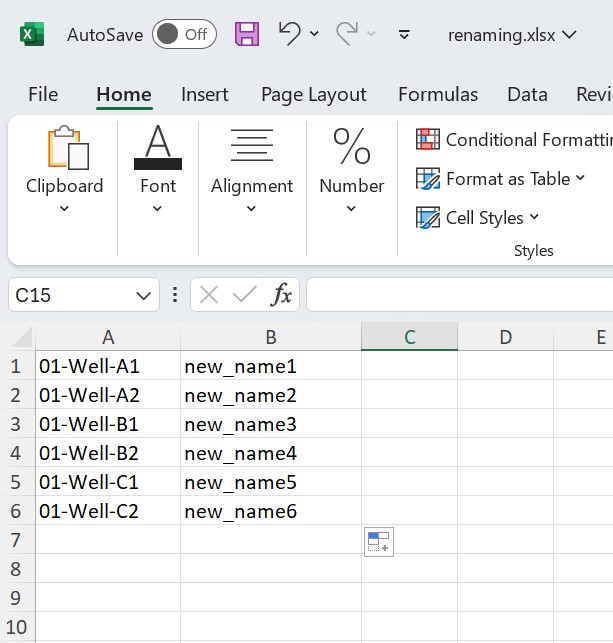 AutoSave Off renaming.xlsx
File Home Insert Page Layout Formulas Data Revi
Clipboard Font Alignment Number
Conditional Formattin
Format as Table
Cell Styles
Styles
C15 fx
A B C D E
1 01-Well-A1 new_name1
2 01-Well-A2 new_name2
3 01-Well-B1 new_name3
4 01-Well-B2 new_name4
5 01-Well-C1 new_name5
6 01-Well-C2 new_name6
7
8
9
10